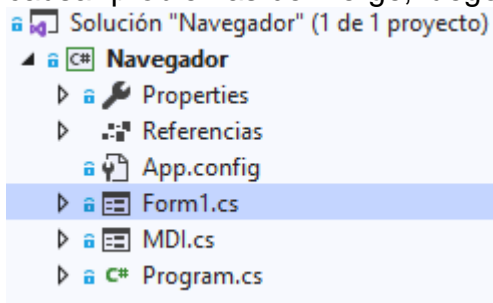 Solución "Navegador" (1 de 1 proyecto)
C# Navegador
Properties
Referencias
App.config
Form1.cs
MDI.cs
C# Program.cs